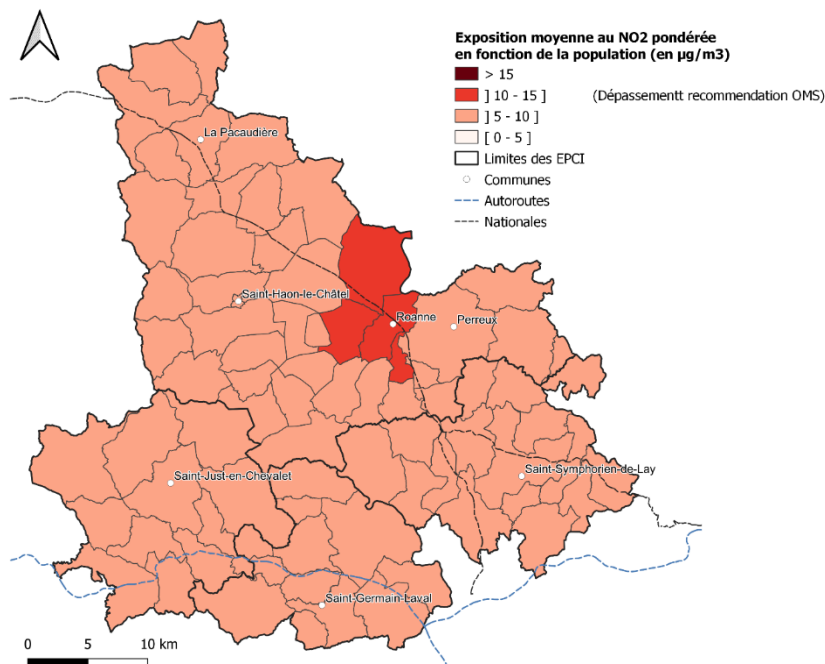 Exposition moyenne au NO2 pondérée
en fonction de la population (en µg/m3)
> 15
] 10 - 15 ] (Dépassementt recommendation OMS)
] 5 - 10 ]
[ 0 - 5 ]
Limites des EPCI
Communes
Autoroutes
Nationales
La Pacaudière
Saint-Haon-le-Châtel
Roanne
Perreux
Saint-Just-en-Chevalet
Saint-Symphorien-de-Lay
Saint-Germain-Laval
0 5 10 km